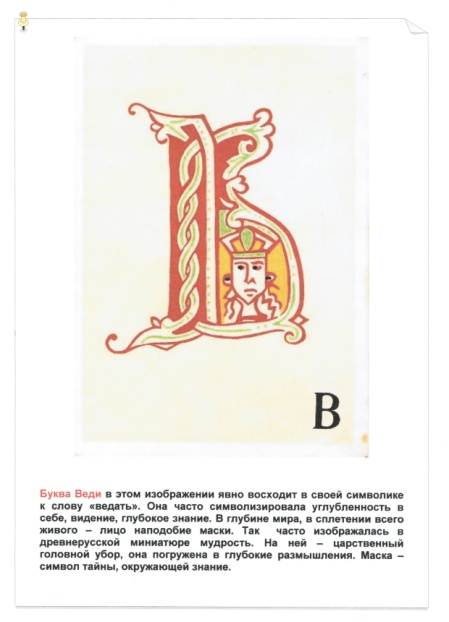 В
Буква Веди в этом изображении явно восходит в своей символике
к слову «ведать». Она часто символизировала углубленность в
себе, видение, глубокое знание. В глубине мира, в сплетении всего
живого – лицо наподобие маски. Так часто изображалась в
древнерусской миниатюре мудрость. На ней – царственный
головной убор, она погружена в глубокие размышления. Маска –
символ тайны, окружающей знание.